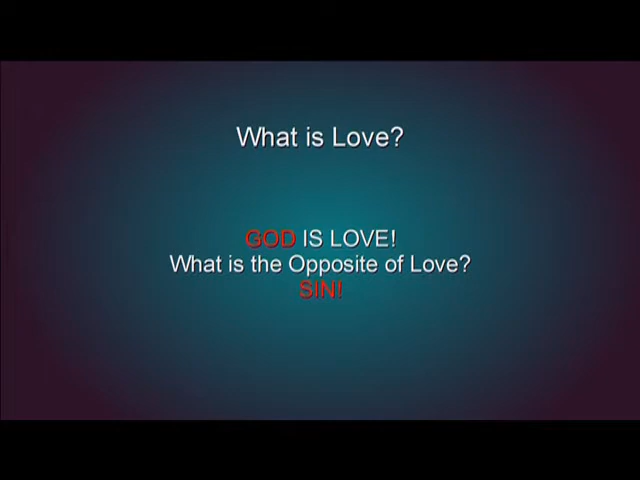 What is Love?
GOD IS LOVE!
What is the Opposite of Love?
SIN!